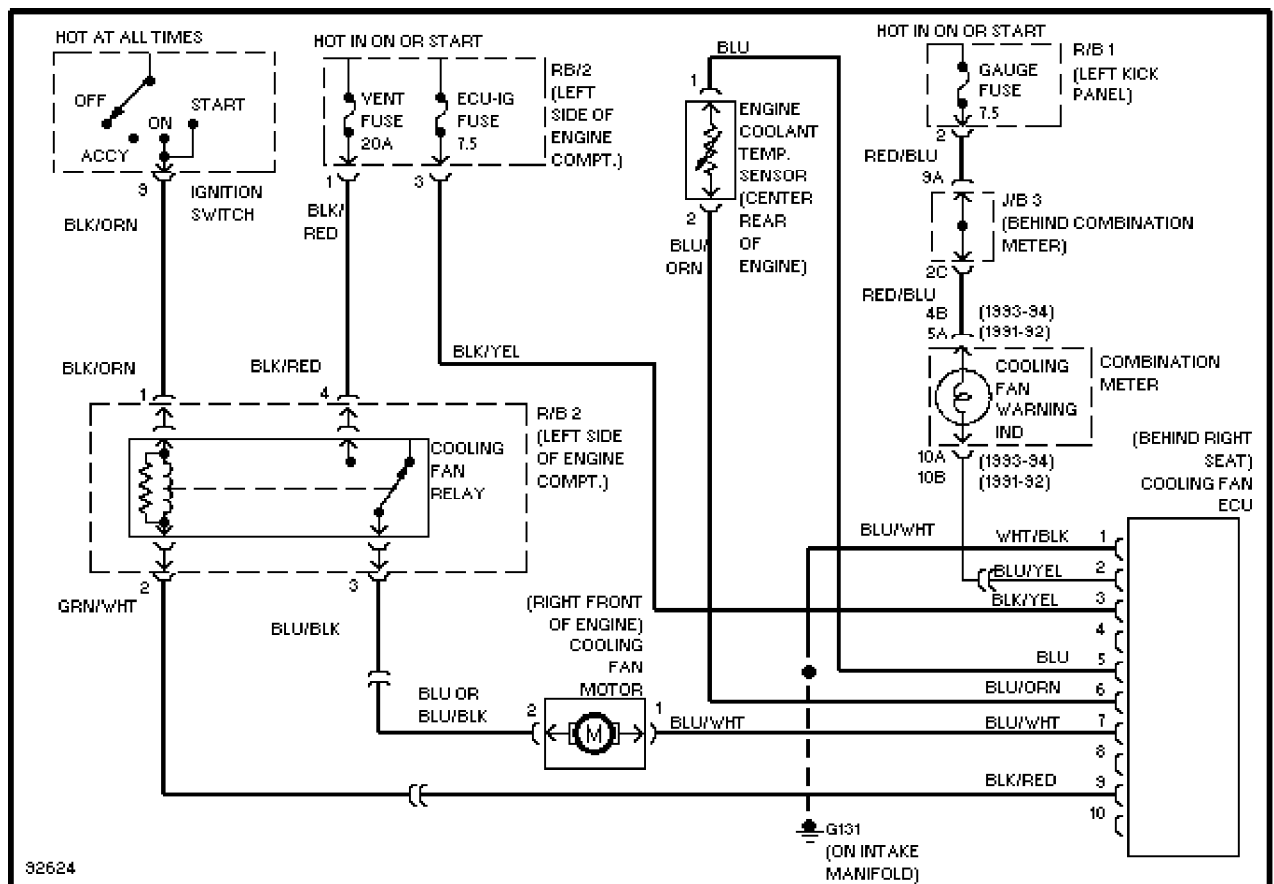 HOT AT ALL TIMES
OFF
START
ON
ACCY
9
IGNITION
SWITCH
BLK/ORN
BLK/ORN
HOT IN ON OR START
VENT
FUSE
20A
ECU-IG
FUSE
7.5
RB/2
(LEFT
SIDE OF
ENGINE
COMPT.)
1
3
BLK/
RED
BLK/RED
BLK/YEL
BLU
1
ENGINE
COOLANT
TEMP.
SENSOR
(CENTER
REAR
OF
ENGINE)
2
BLU/
ORN
HOT IN ON OR START
R/B 1
(LEFT KICK
PANEL)
GAUGE
FUSE
7.5
2
RED/BLU
9A
J/B 3
(BEHIND COMBINATION
METER)
2C
RED/BLU
4B (1993-94)
5A (1991-92)
COOLING
FAN
WARNING
IND
COMBINATION
METER
10A (1993-94)
10B (1991-92)
1
4
R/B 2
(LEFT SIDE
OF ENGINE
COMPT.)
COOLING
FAN
RELAY
2
3
GRN/WHT
BLU/BLK
(RIGHT FRONT
OF ENGINE)
COOLING
FAN
MOTOR
BLU OR
BLU/BLK
2
M
1
BLU/WHT
(BEHIND RIGHT
SEAT)
COOLING FAN
ECU
BLU/WHT
WHT/BLK 1
BLU/YEL 2
BLK/YEL 3
4
BLU 5
BLU/ORN 6
BLU/WHT 7
8
BLK/RED 9
10
G131
(ON INTAKE
MANIFOLD)
92624